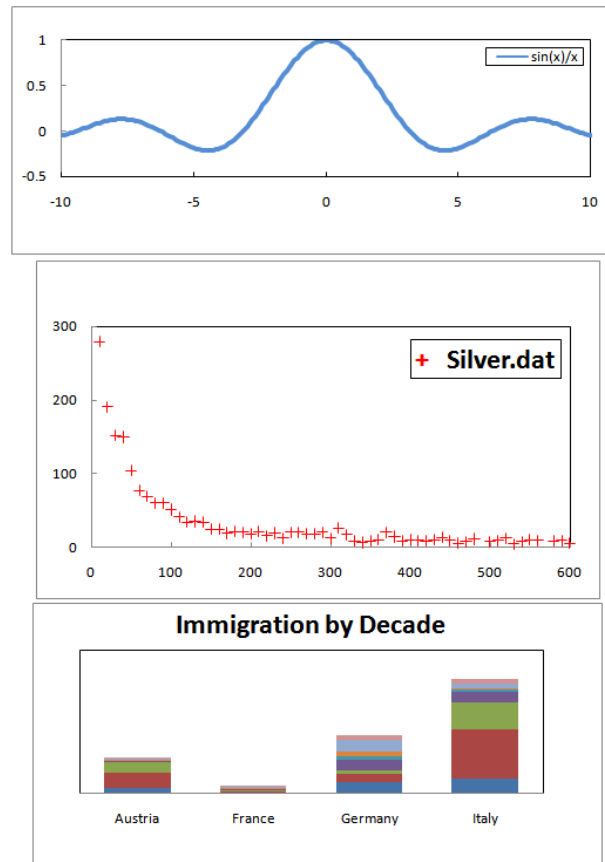 1
sin(x)/x
0.5
0
-0.5
-10 -5 0 5 10
300
+ Silver.dat
200
100
0
0 100 200 300 400 500 600
Immigration by Decade
Austria France Germany Italy